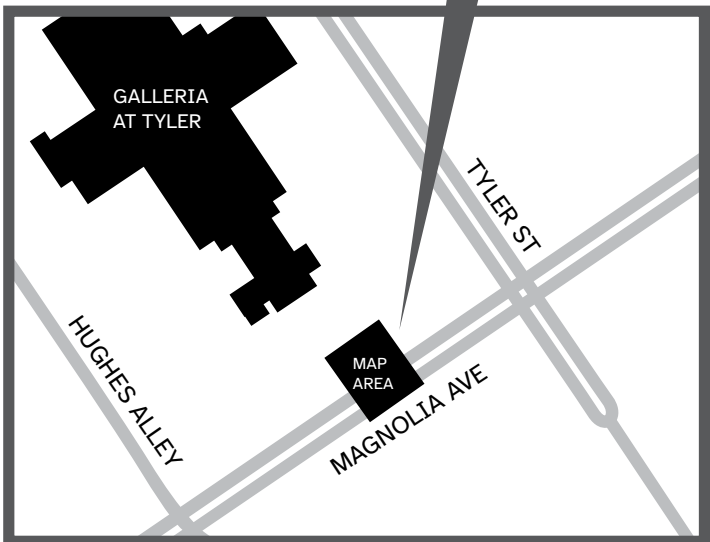 GALLERIA
AT TYLER
TYLER ST
HUGHES ALLEY
MAP
AREA
MAGNOLIA AVE